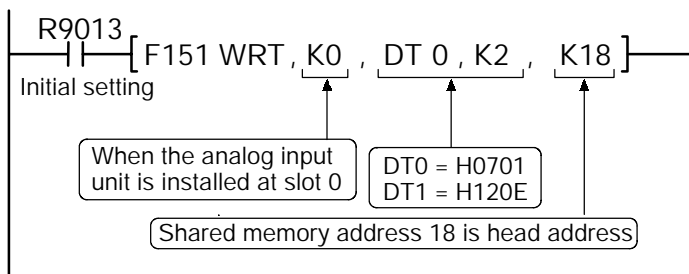 R9013
F151 WRT, K0 , DT 0, K2, K18
Initial setting
When the analog input
unit is installed at slot 0
DT0 = H0701
DT1 = H120E
Shared memory address 18 is head address